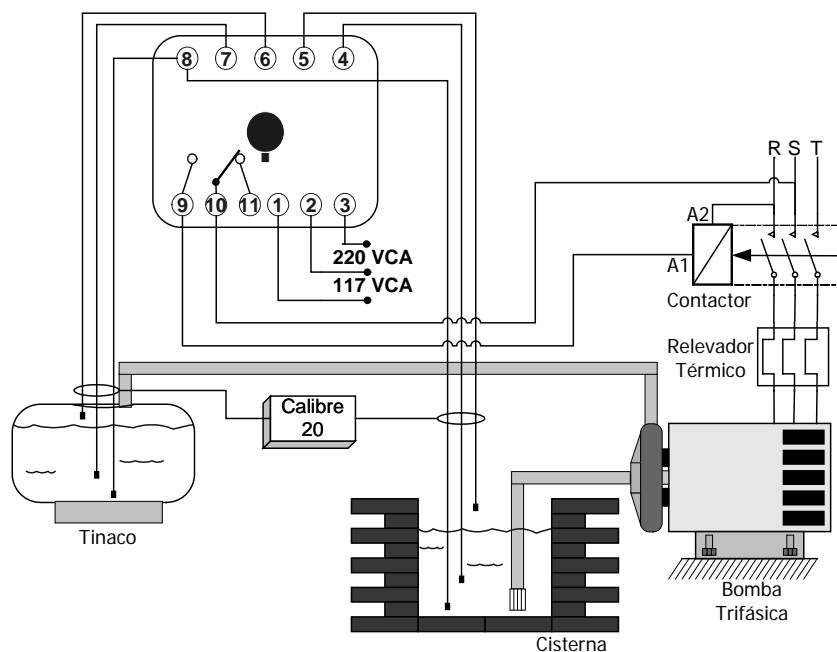 8 7 6 5 4
R S T
9 10 11 1 2 3
A2
220 VCA
A1
117 VCA
Contactor
Relevador
Térmico
Calibre
20
Tinaco
Bomba
Trifásica
Cisterna